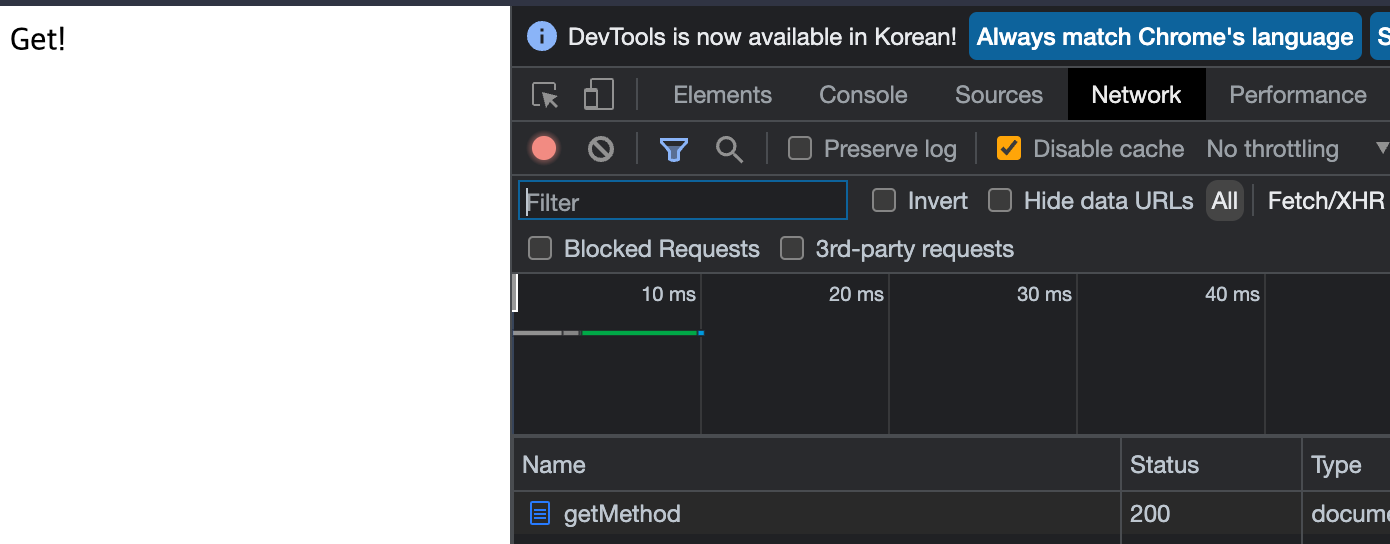 Get!
DevTools is now available in Korean! Always match Chrome's language
Elements Console Sources Network Performance
Preserve log Disable cache No throttling
Filter Invert Hide data URLs All Fetch/XHR
Blocked Requests 3rd-party requests
10 ms 20 ms 30 ms 40 ms
Name Status Type
getMethod 200 docume